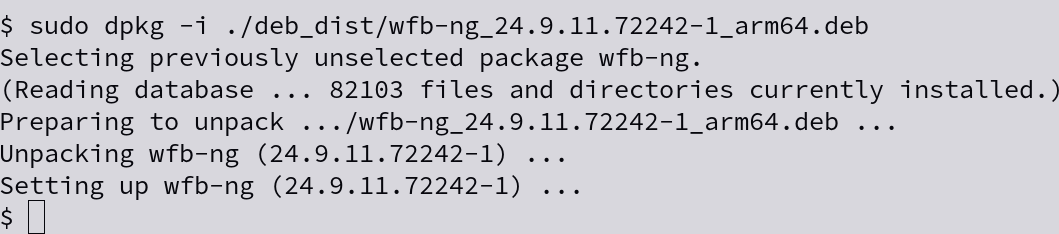 $ sudo dpkg -i ./deb_dist/wfb-ng_24.9.11.72242-1_arm64.deb
Selecting previously unselected package wfb-ng.
(Reading database ... 82103 files and directories currently installed.)
Preparing to unpack .../wfb-ng_24.9.11.72242-1_arm64.deb ...
Unpacking wfb-ng (24.9.11.72242-1) ...
Setting up wfb-ng (24.9.11.72242-1) ...
$